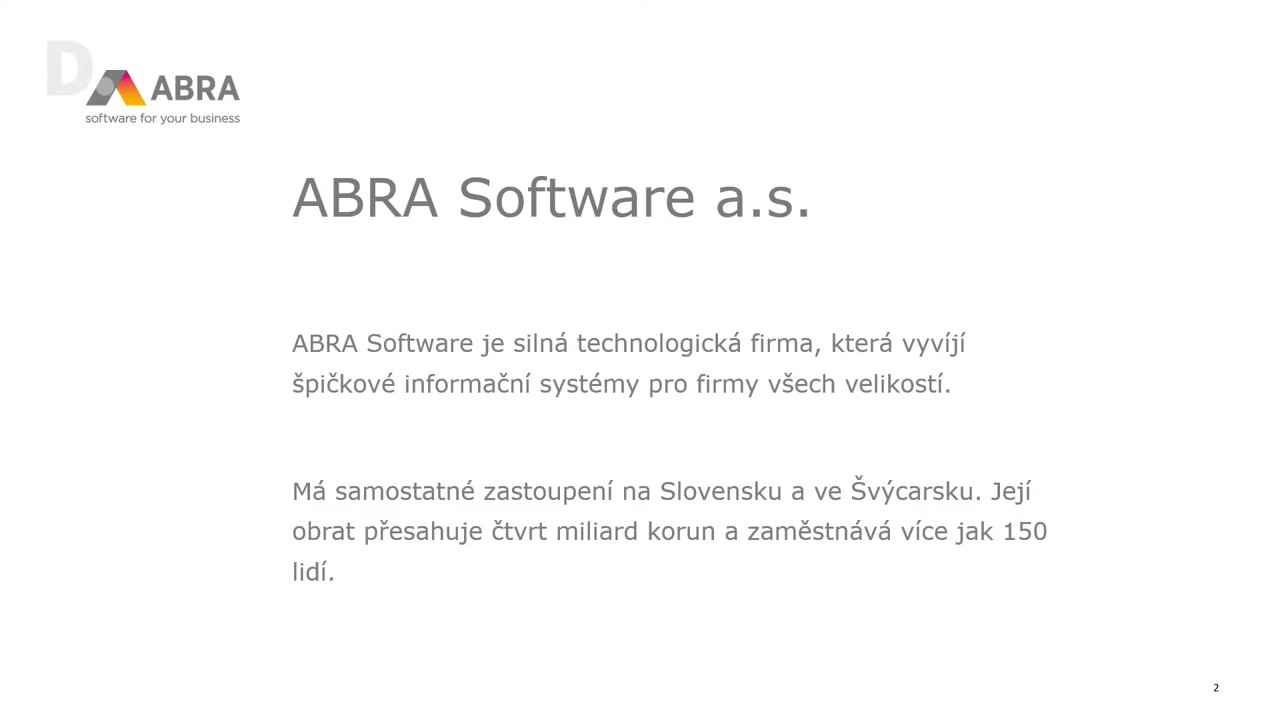 D
ABRA
software for your business
ABRA Software a.s.
ABRA Software je silná technologická firma, která vyvíjí
špičkové informační systémy pro firmy všech velikostí.
Má samostatné zastoupení na Slovensku a ve Švýcarsku. Její
obrat přesahuje čtvrt miliard korun a zaměstnává více jak 150
lidí.
2